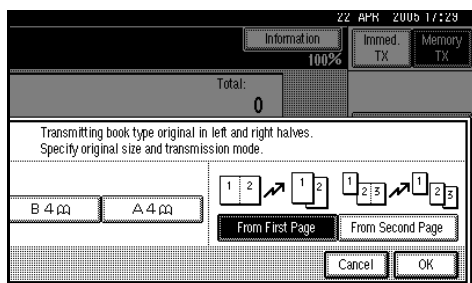 22 APR 2005 17:29
Information
Immed. TX
Memory TX
100%
Total:
0
Transmitting book type original in left and right halves.
Specify original size and transmission mode.
1 2 1 2
1 2 3 1 2 3
B4
A4
From First Page
From Second Page
Cancel
OK